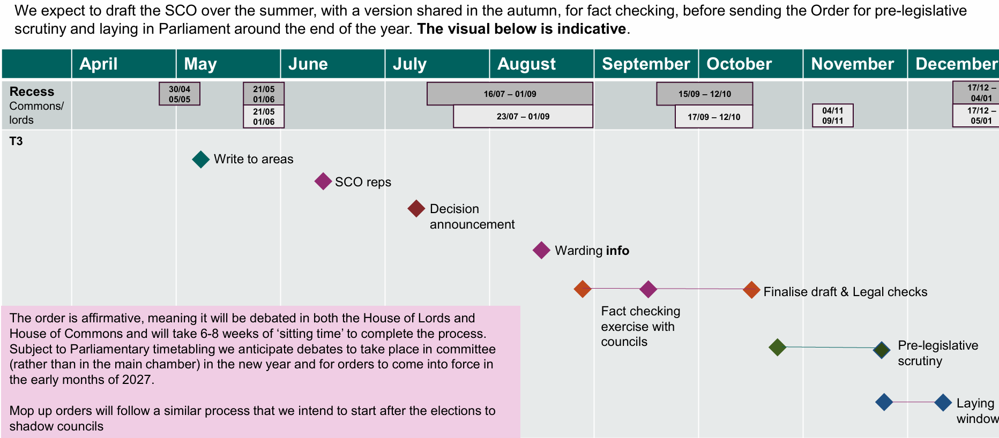 We expect to draft the SCO over the summer, with a version shared in the autumn, for fact checking, before sending the Order for pre-legislative
scrutiny and laying in Parliament around the end of the year. The visual below is indicative.
April May June July August September October November December
Recess
Commons/
lords
30/04
05/05
21/05
01/06
16/07 – 01/09
15/09 – 12/10
17/12 –
04/01
21/05
01/06
23/07 – 01/09
17/09 – 12/10
04/11
09/11
17/12 –
05/01
T3
Write to areas
SCO reps
Decision
announcement
Warding info
Finalise draft & Legal checks
Fact checking
exercise with
councils
Pre-legislative
scrutiny
Laying
window
The order is affirmative, meaning it will be debated in both the House of Lords and
House of Commons and will take 6-8 weeks of ‘sitting time’ to complete the process.
Subject to Parliamentary timetabling we anticipate debates to take place in committee
(rather than in the main chamber) in the new year and for orders to come into force in
the early months of 2027.
Mop up orders will follow a similar process that we intend to start after the elections to
shadow councils